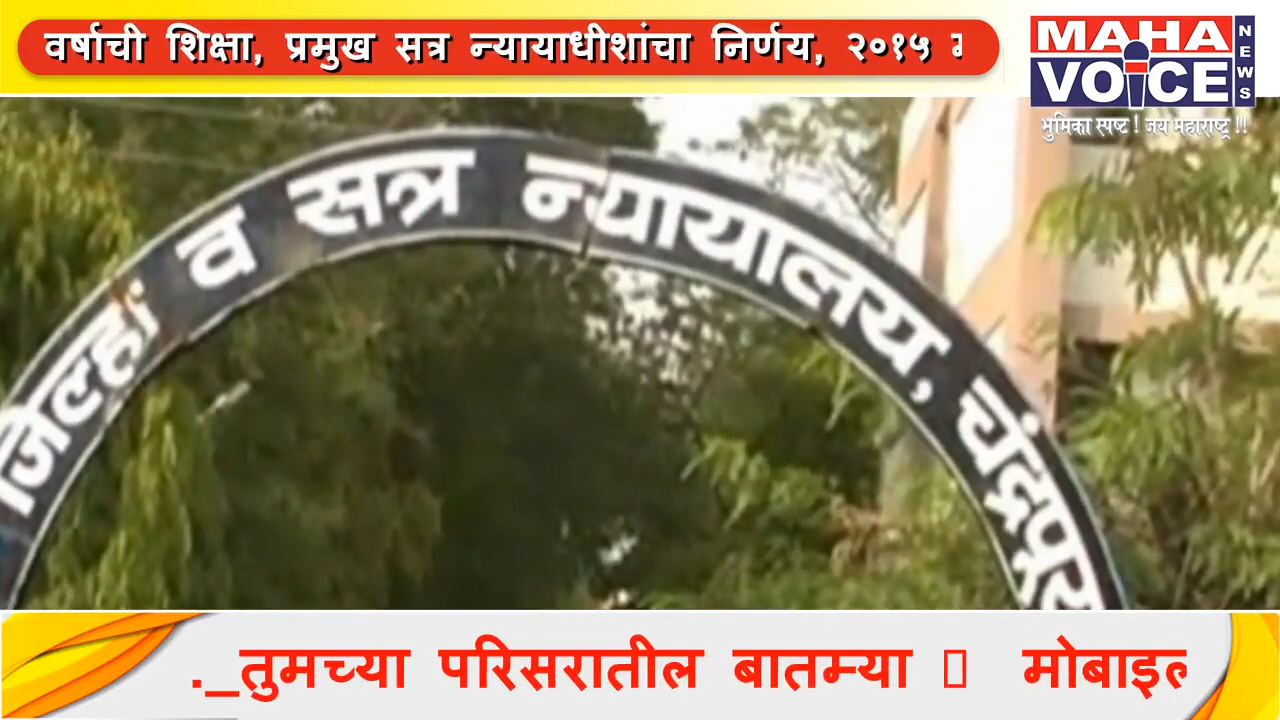 वर्षाची शिक्षा, प्रमुख सत्र न्यायाधीशांचा निर्णय, २०१५
MAHA
VOICE
NEWS
भुमिका स्पष्ट ! जय महाराष्ट्र !!
जिल्हा व सत्र न्यायालय, चंद्रपूर
._तुमच्या परिसरातील बातम्या मोबाइल